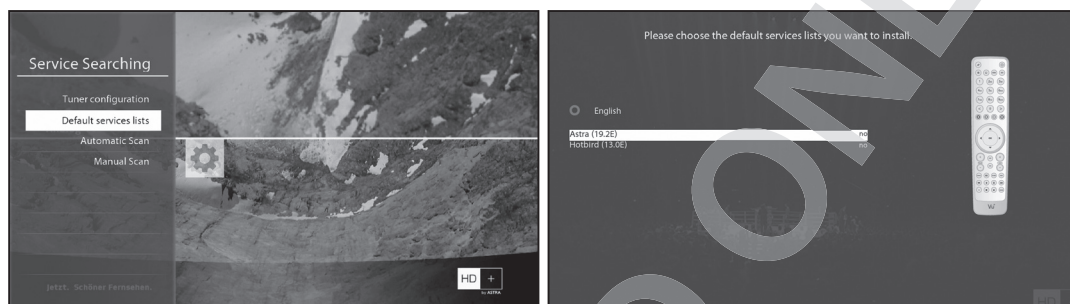 Service Searching
Tuner configuration
Default services lists
Automatic Scan
Manual Scan
Jetzt. Schöner Fernsehen.
HD +
by ASTRA
Please choose the default services lists you want to install.
English
Astra (19.2E) no
Hotbird (13.0E) no
HD